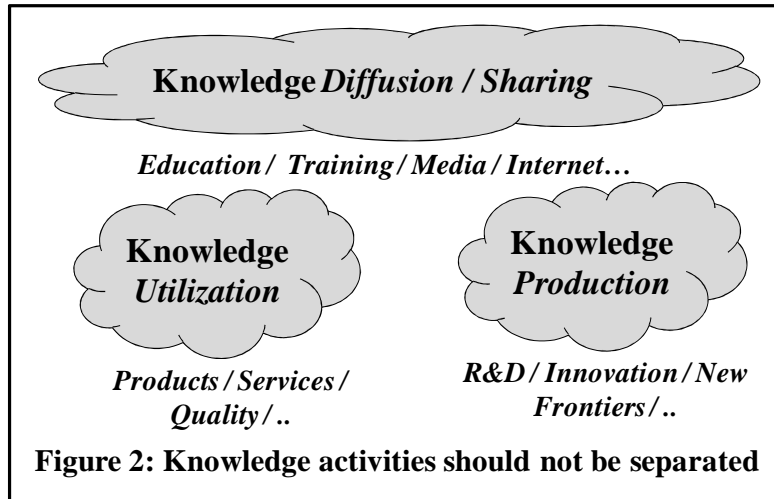 Knowledge Diffusion / Sharing
Education / Training / Media / Internet…
Knowledge
Utilization
Products / Services /
Quality / ..
Knowledge
Production
R&D / Innovation / New
Frontiers / ..
Figure 2: Knowledge activities should not be separated